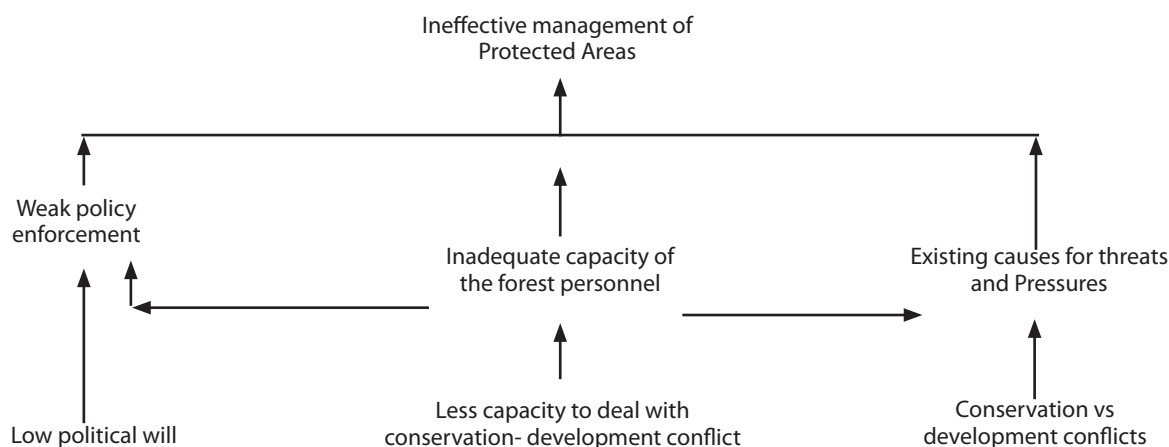 Ineffective management of
Protected Areas
Weak policy
enforcement
Inadequate capacity of
the forest personnel
Existing causes for threats
and Pressures
Low political will
Less capacity to deal with
conservation- development conflict
Conservation vs
development conflicts